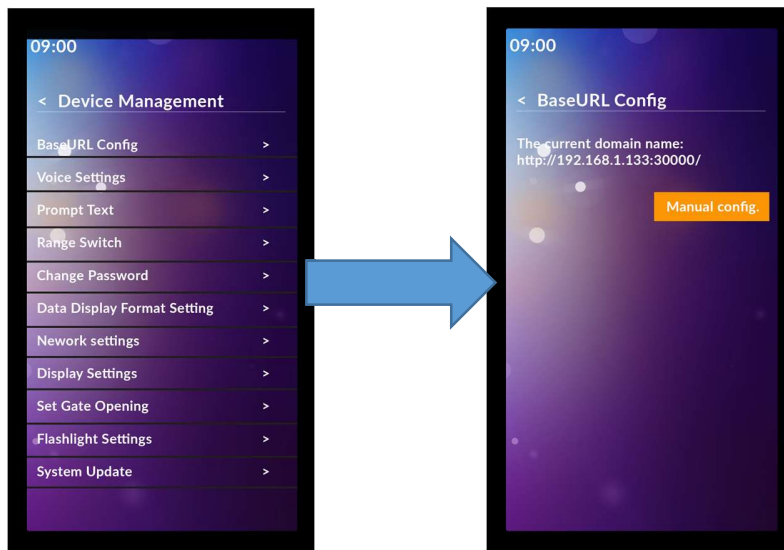 09:00
< Device Management
BaseURL Config >
Voice Settings >
Prompt Text >
Range Switch >
Change Password >
Data Display Format Setting >
Nework settings >
Display Settings >
Set Gate Opening >
Flashlight Settings >
System Update >
09:00
< BaseURL Config
The current domain name:
http://192.168.1.133:30000/
Manual config.